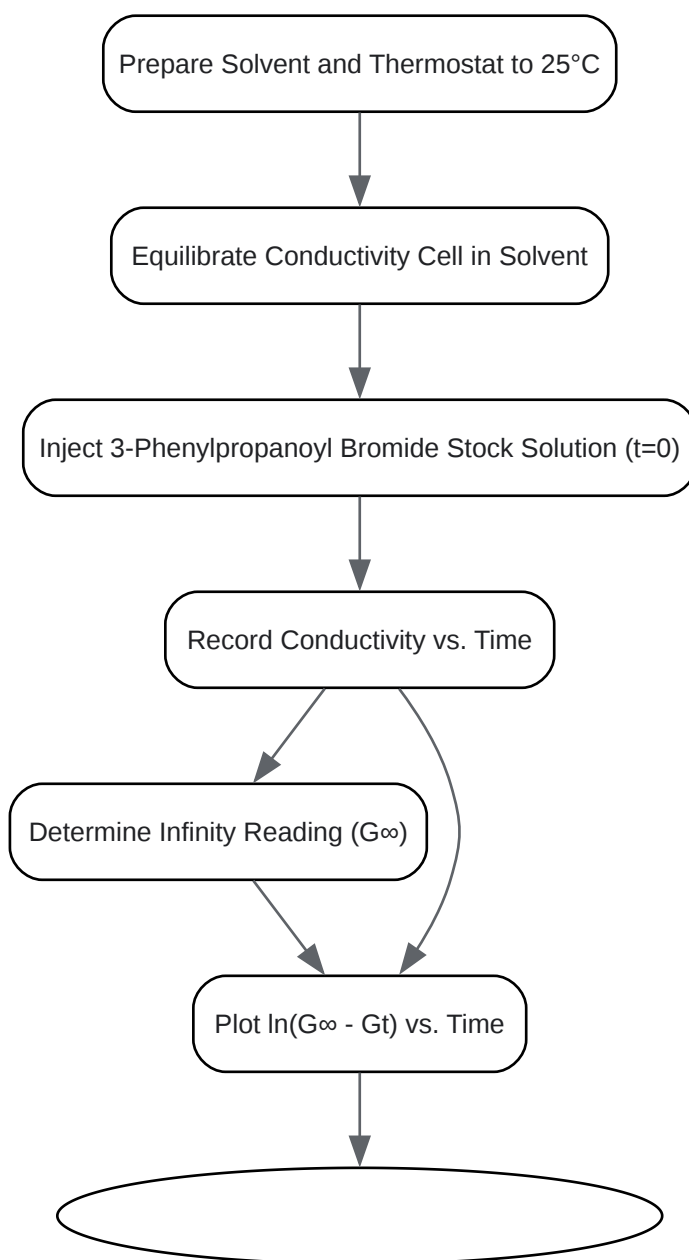 Prepare Solvent and Thermostat to 25°C
Equilibrate Conductivity Cell in Solvent
Inject 3-Phenylpropanoyl Bromide Stock Solution (t=0)
Record Conductivity vs. Time
Determine Infinity Reading (G∞)
Plot ln(G∞ - Gt) vs. Time